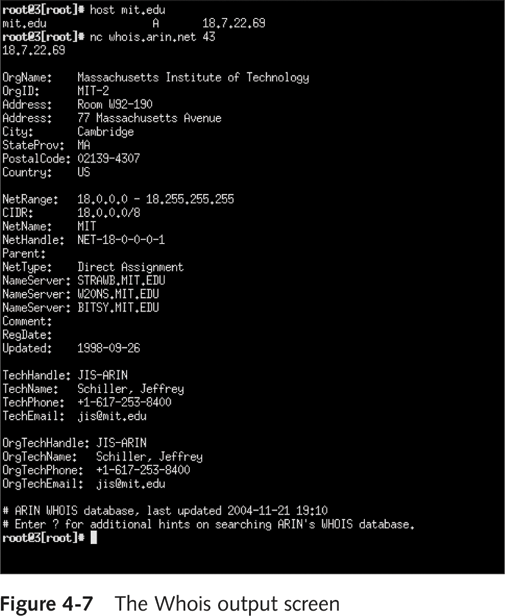 root@3[root]# host mit.edu
mit.edu A 18.7.22.69
root@3[root]# nc whois.arin.net 43
18.7.22.69
OrgName: Massachusetts Institute of Technology
OrgID: MIT-2
Address: Room W92-190
Address: 77 Massachusetts Avenue
City: Cambridge
StateProv: MA
PostalCode: 02139-4307
Country: US
NetRange: 18.0.0.0 - 18.255.255.255
CIDR: 18.0.0.0/8
NetName: MIT
NetHandle: NET-18-0-0-0-1
Parent:
NetType: Direct Assignment
NameServer: STRAWB.MIT.EDU
NameServer: W20NS.MIT.EDU
NameServer: BITSY.MIT.EDU
Comment:
RegDate:
Updated: 1998-09-26
TechHandle: JIS-ARIN
TechName: Schiller, Jeffrey
TechPhone: +1-617-253-8400
TechEmail: jis@mit.edu
OrgTechHandle: JIS-ARIN
OrgTechName: Schiller, Jeffrey
OrgTechPhone: +1-617-253-8400
OrgTechEmail: jis@mit.edu
# ARIN WHOIS database, last updated 2004-11-21 19:10
# Enter ? for additional hints on searching ARIN's WHOIS database.
root@3[root]#
Figure 4-7 The Whois output screen